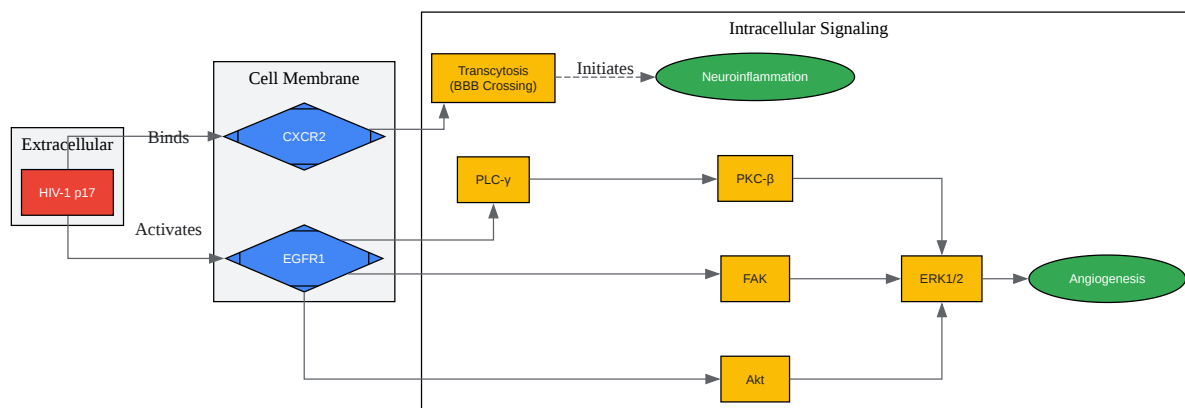 Intracellular Signaling
Cell Membrane
Transcytosis
(BBB Crossing)
Initiates
Neuroinflammation
Extracellular
Binds
CXCR2
HIV-1 p17
PLC-γ
PKC-β
Activates
EGFR1
FAK
ERK1/2
Angiogenesis
Akt